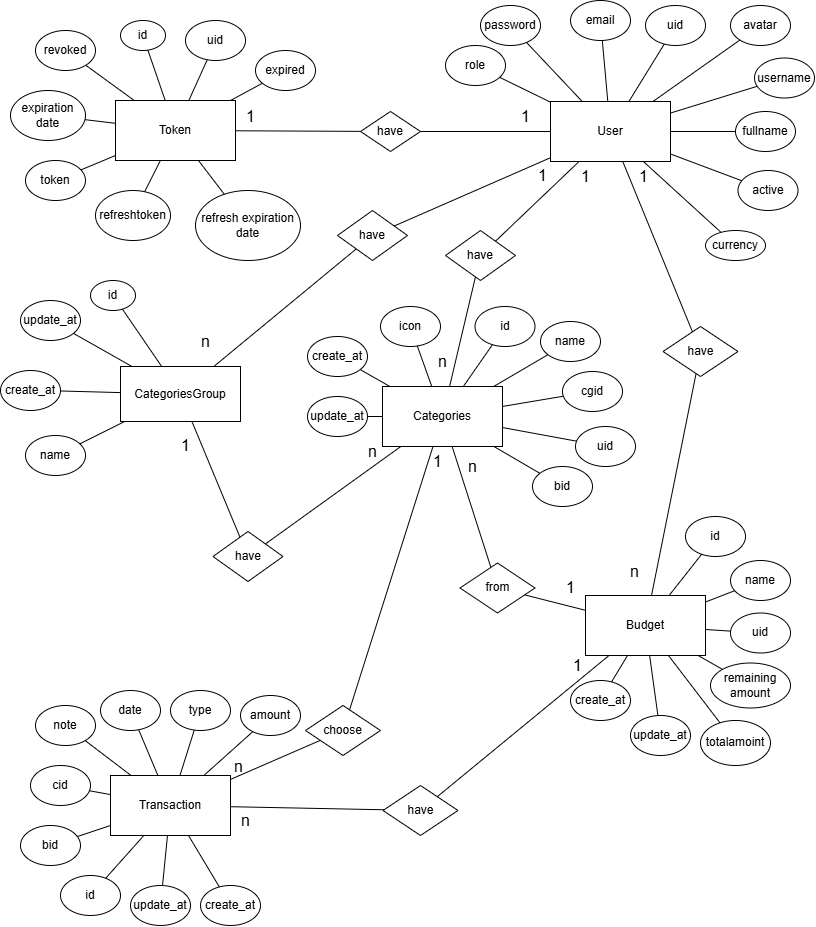 password
email
uid
avatar
role
username
fullname
active
currency
User
1
1
1
1
have
1
revoked
id
uid
expired
expiration
date
token
refreshtoken
refresh expiration
date
Token
have
n
have
n
have
n
id
update_at
create_at
name
CategoriesGroup
1
have
n
icon
id
name
create_at
cgid
update_at
uid
bid
Categories
1
n
from
1
id
name
uid
remaining
amount
create_at
update_at
totalamoint
Budget
1
choose
n
have
n
note
date
type
amount
cid
bid
id
update_at
create_at
Transaction